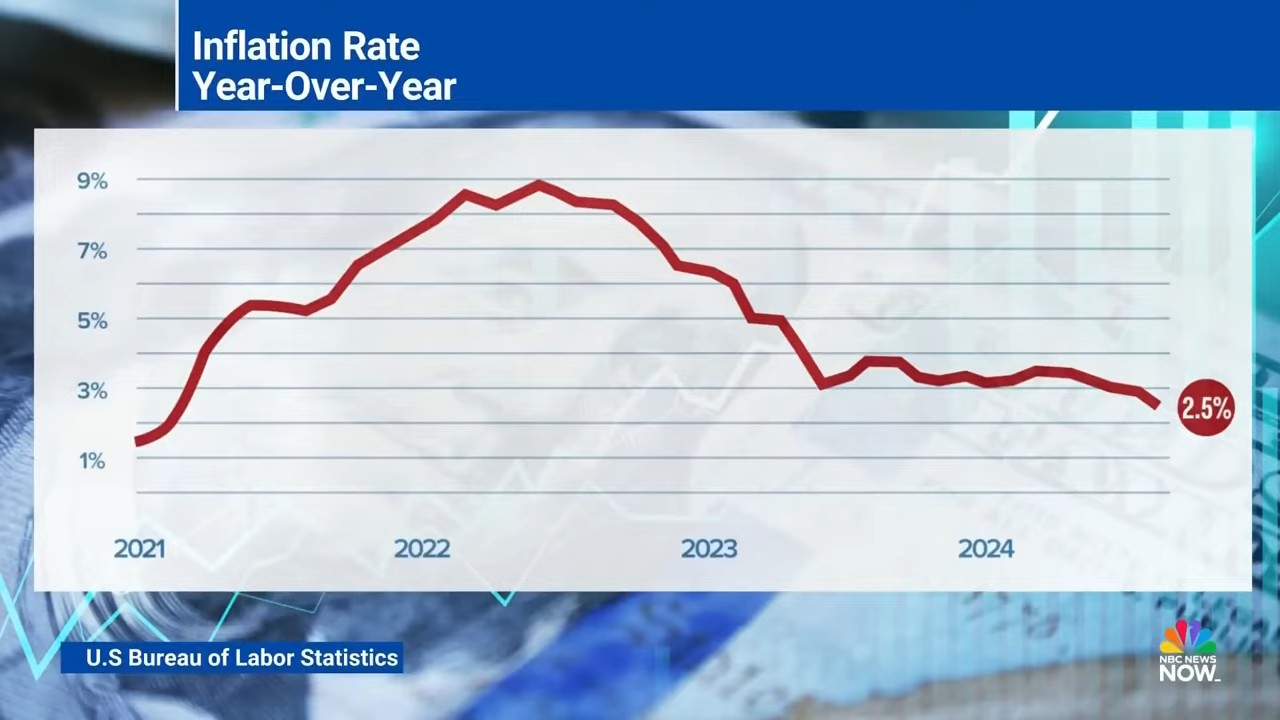 Inflation Rate
Year-Over-Year
9%
7%
5%
3%
1%
2.5%
2021 2022 2023 2024
U.S Bureau of Labor Statistics
NBC NEWS
NOW_